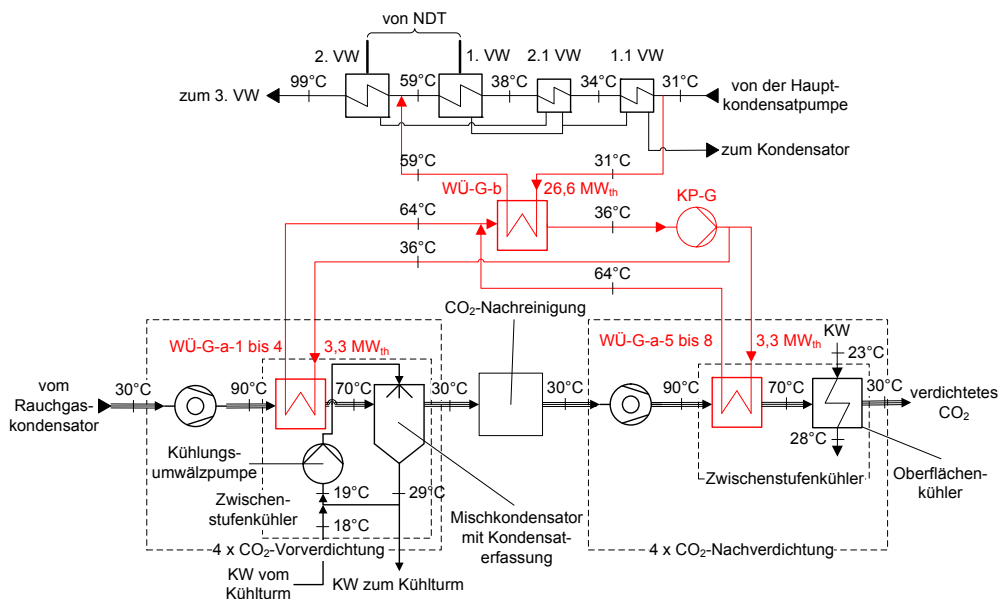 von NDT
2. VW
1. VW
2.1 VW
1.1 VW
99°C
59°C
38°C
34°C
31°C
zum 3. VW
von der Haupt-
kondensatpumpe
zum Kondensator
59°C
31°C
WÜ-G-b
26,6 MWth
KP-G
64°C
36°C
36°C
64°C
CO2-Nachreinigung
WÜ-G-a-1 bis 4
3,3 MWth
WÜ-G-a-5 bis 8
3,3 MWth
KW
23°C
vom
Rauchgas-
kondensator
30°C
90°C
70°C
30°C
30°C
90°C
70°C
30°C
verdichtetes
CO2
28°C
Kühlungs-
umwälzpumpe
19°C
29°C
Zwischen-
stufenkühler
18°C
Mischkondensator
mit Kondensat-
erfassung
Zwischenstufenkühler
Oberflächen-
kühler
4 x CO2-Vorverdichtung
4 x CO2-Nachverdichtung
KW vom
Kühlturm
KW zum Kühlturm